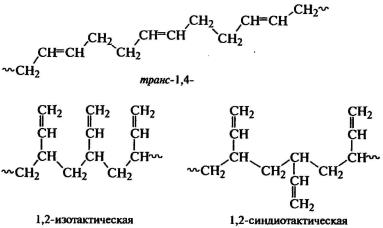 CH₂
CH=CH
CH₂ CH=CH CH₂
CH=CH CH₂ CH₂
CH₂
транс-1,4-
CH₂ CH₂ CH₂ CH₂ CH₂
CH CH CH CH CH
CH CH CH CH CH CH
CH₂ CH₂ CH₂ CH₂ CH₂ CH₂
CH
CH₂
1,2-изотактическая 1,2-синдиотактическая